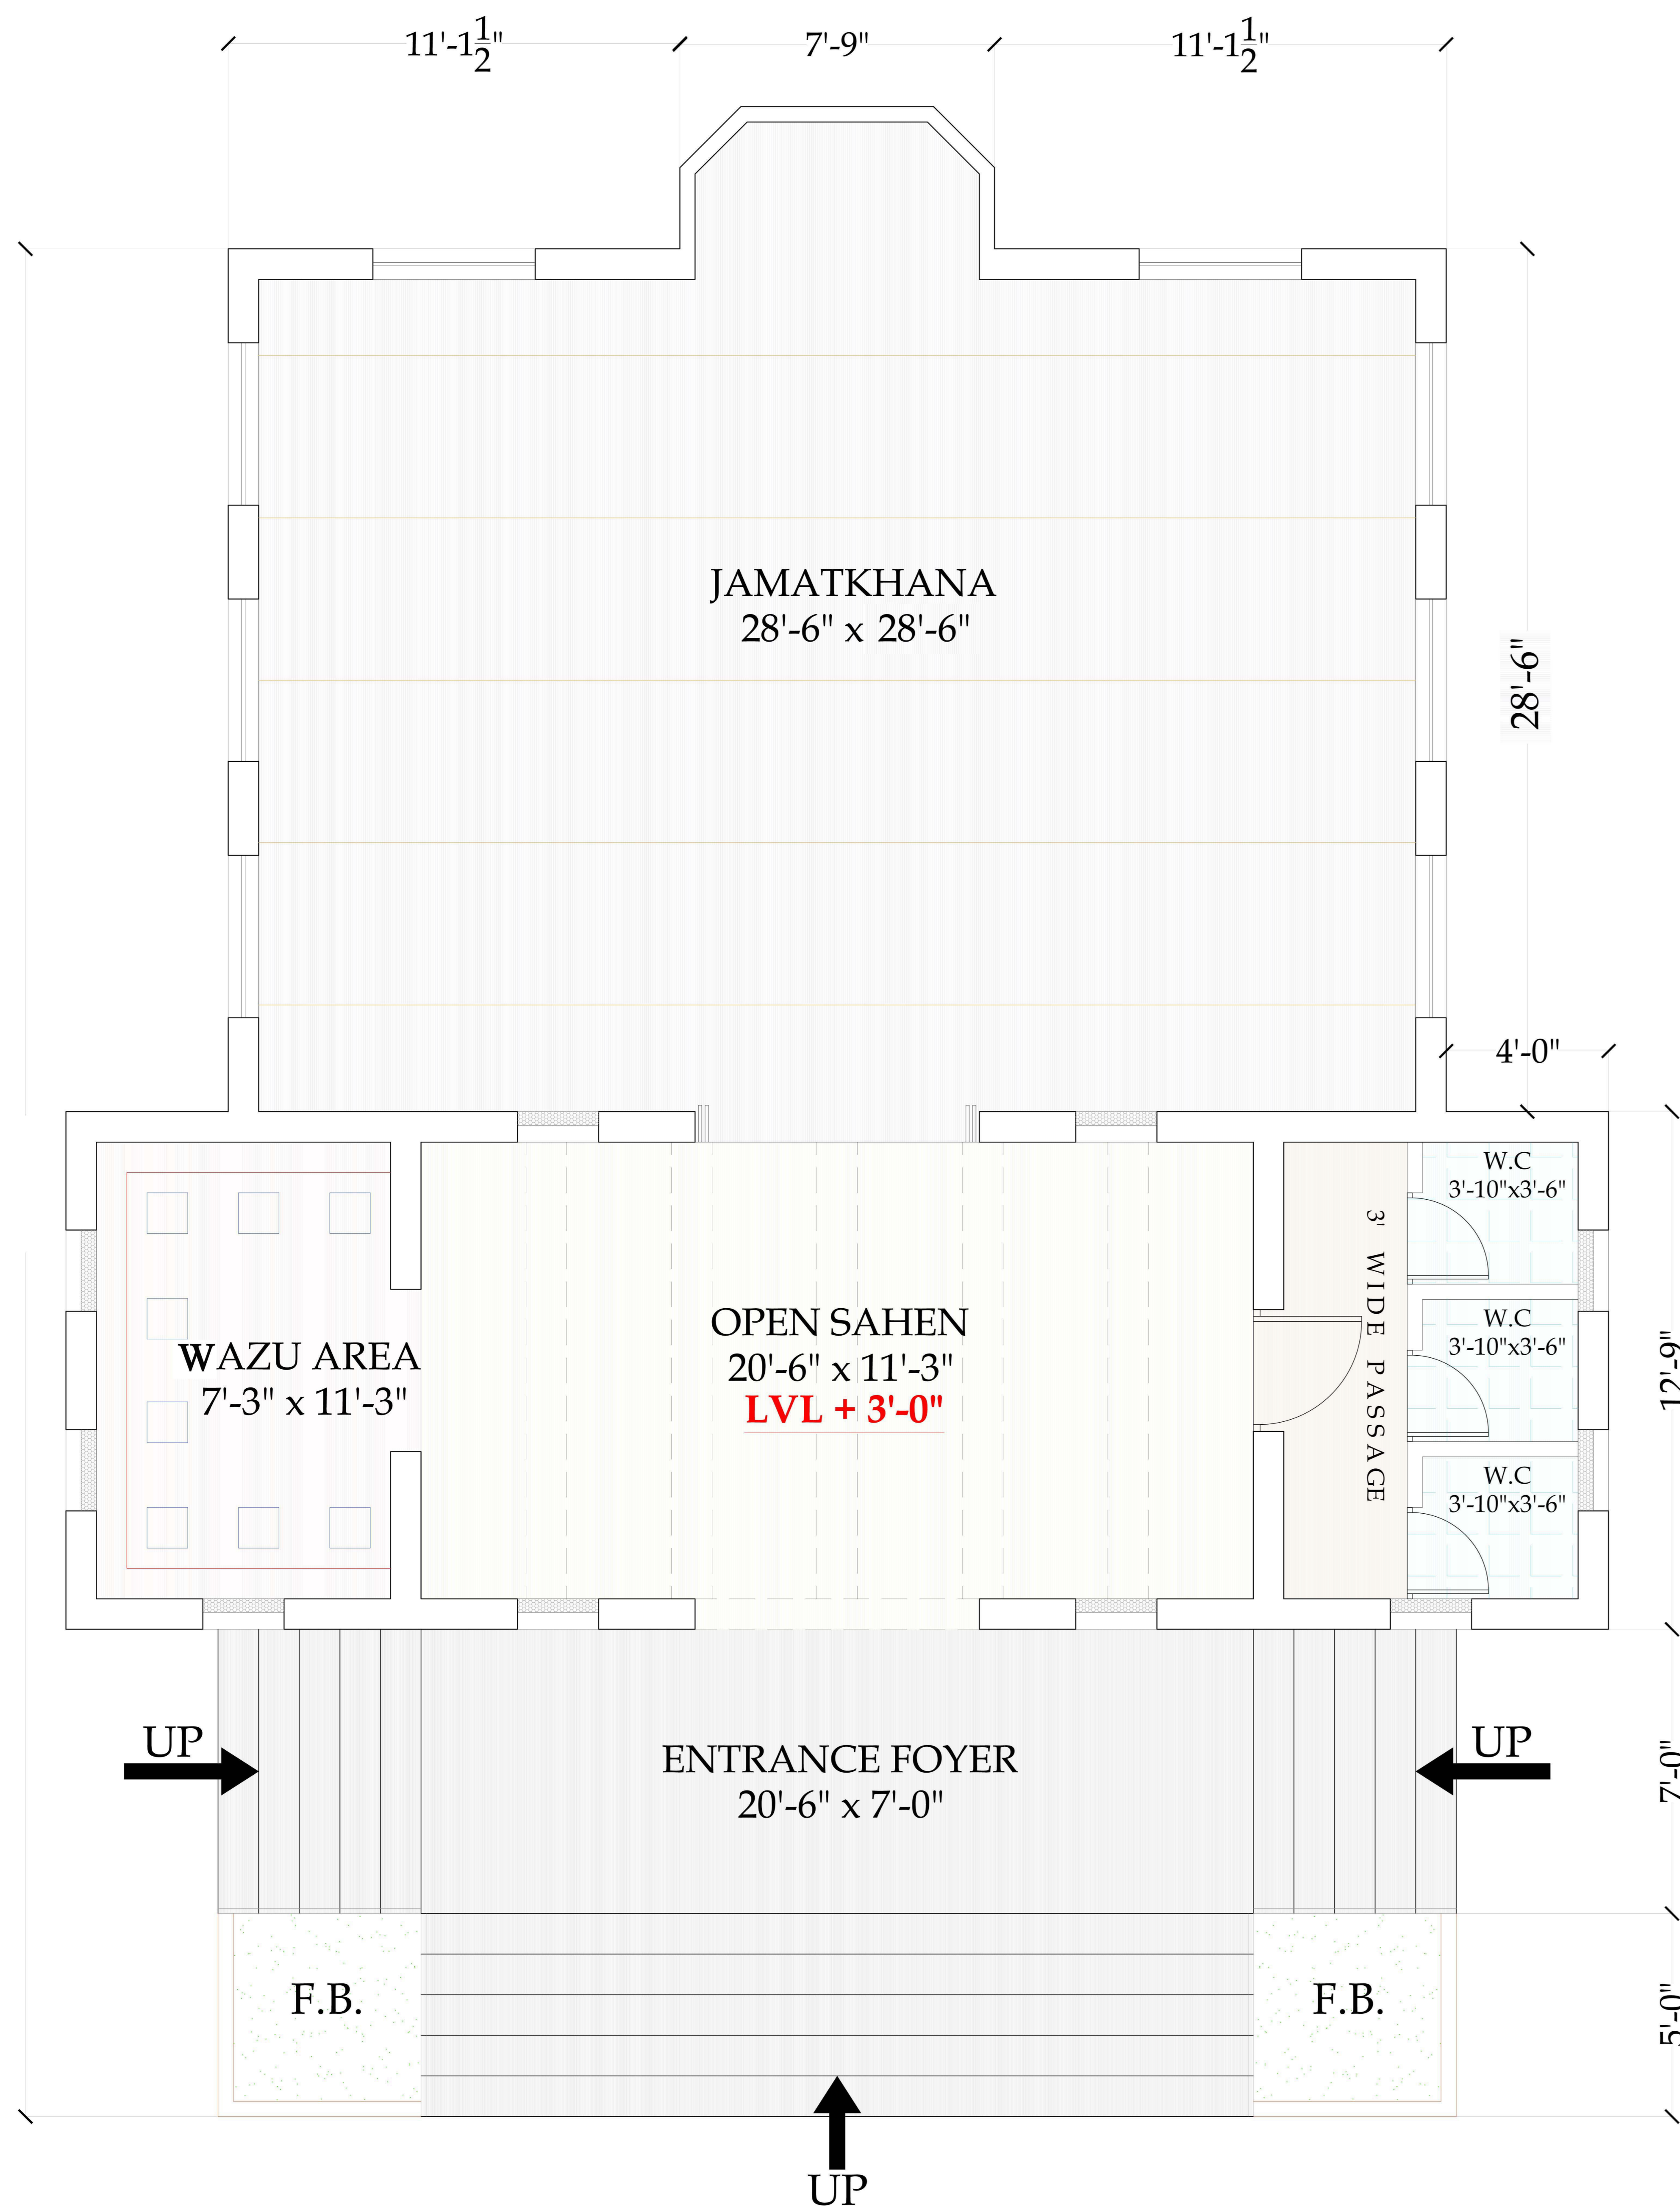 11'-1 1/2"
7'-9"
11'-1 1/2"
JAMATKHANA
28'-6" x 28'-6"
28'-6"
4'-0"
W.C
3'-10"x3'-6"
3' WIDE PASSAGE
W.C
3'-10"x3'-6"
W.C
3'-10"x3'-6"
OPEN SAHEN
20'-6" x 11'-3"
LVL + 3'-0"
WAZU AREA
7'-3" x 11'-3"
12'-9"
UP
ENTRANCE FOYER
20'-6" x 7'-0"
UP
7'-0"
F.B.
F.B.
5'-0"
UP